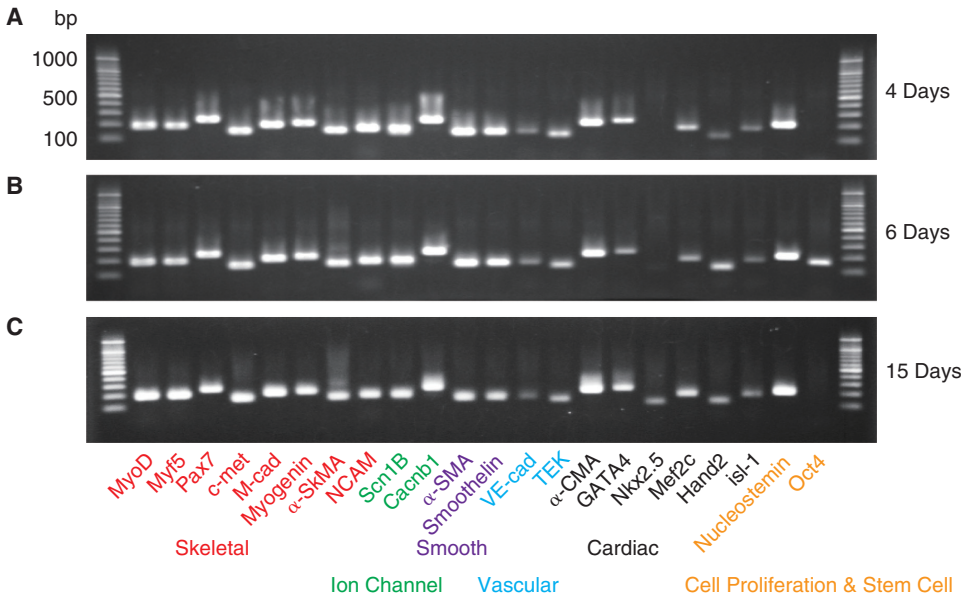 A
bp
1000
500
100
4 Days
B
6 Days
C
15 Days
MyoD
Myf5
Pax7
c-met
M-cad
Myogenin
α-SkMA
NCAM
Scn1B
Cacnb1
α-SMA
Smoothelin
VE-cad
TEK
α-CMA
GATA4
Nkx2.5
Mef2c
Hand2
isl-1
Nucleostemin
Oct4
Skeletal
Smooth
Cardiac
Ion Channel
Vascular
Cell Proliferation & Stem Cell